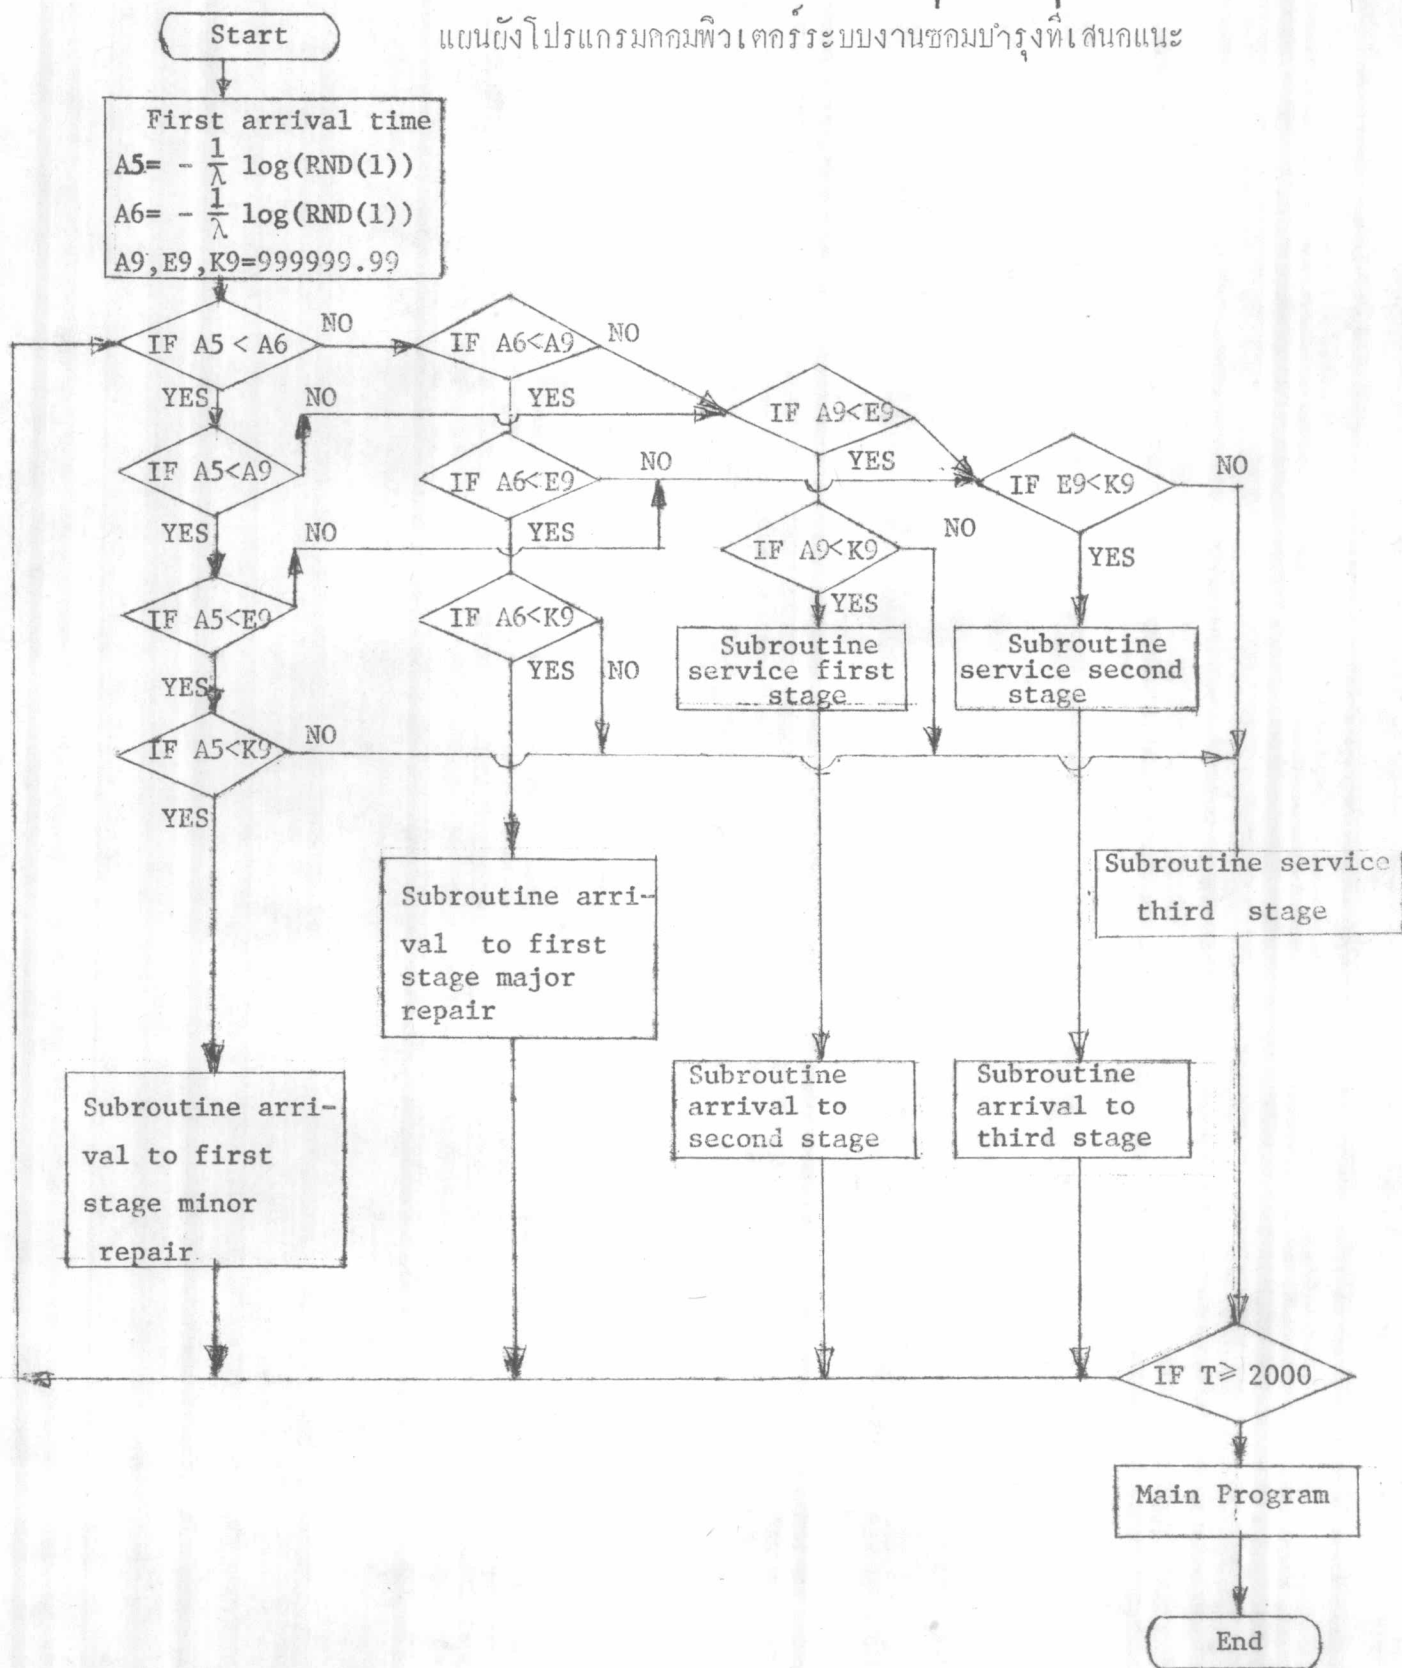 แผนผังโปรแกรมคอมพิวเตอร์ระบบงานซ่อมบำรุงที่เสนอแนะ
Start
First arrival time
A5= - 1/λ log(RND(1))
A6= - 1/λ log(RND(1))
A9,E9,K9=999999.99
IF A5 < A6
NO
IF A6<A9
NO
YES
NO
YES
IF A9<E9
IF A5<A9
IF A6<E9
NO
YES
IF E9<K9
NO
YES
NO
YES
IF A9<K9
NO
YES
IF A5<E9
IF A6<K9
YES
Subroutine
service first
stage
Subroutine
service second
stage
YES
YES
NO
IF A5<K9
NO
YES
Subroutine service
third stage
Subroutine arri-
val to first
stage major
repair
Subroutine arri-
val to first
stage minor
repair
Subroutine
arrival to
second stage
Subroutine
arrival to
third stage
IF T⩾ 2000
Main Program
End